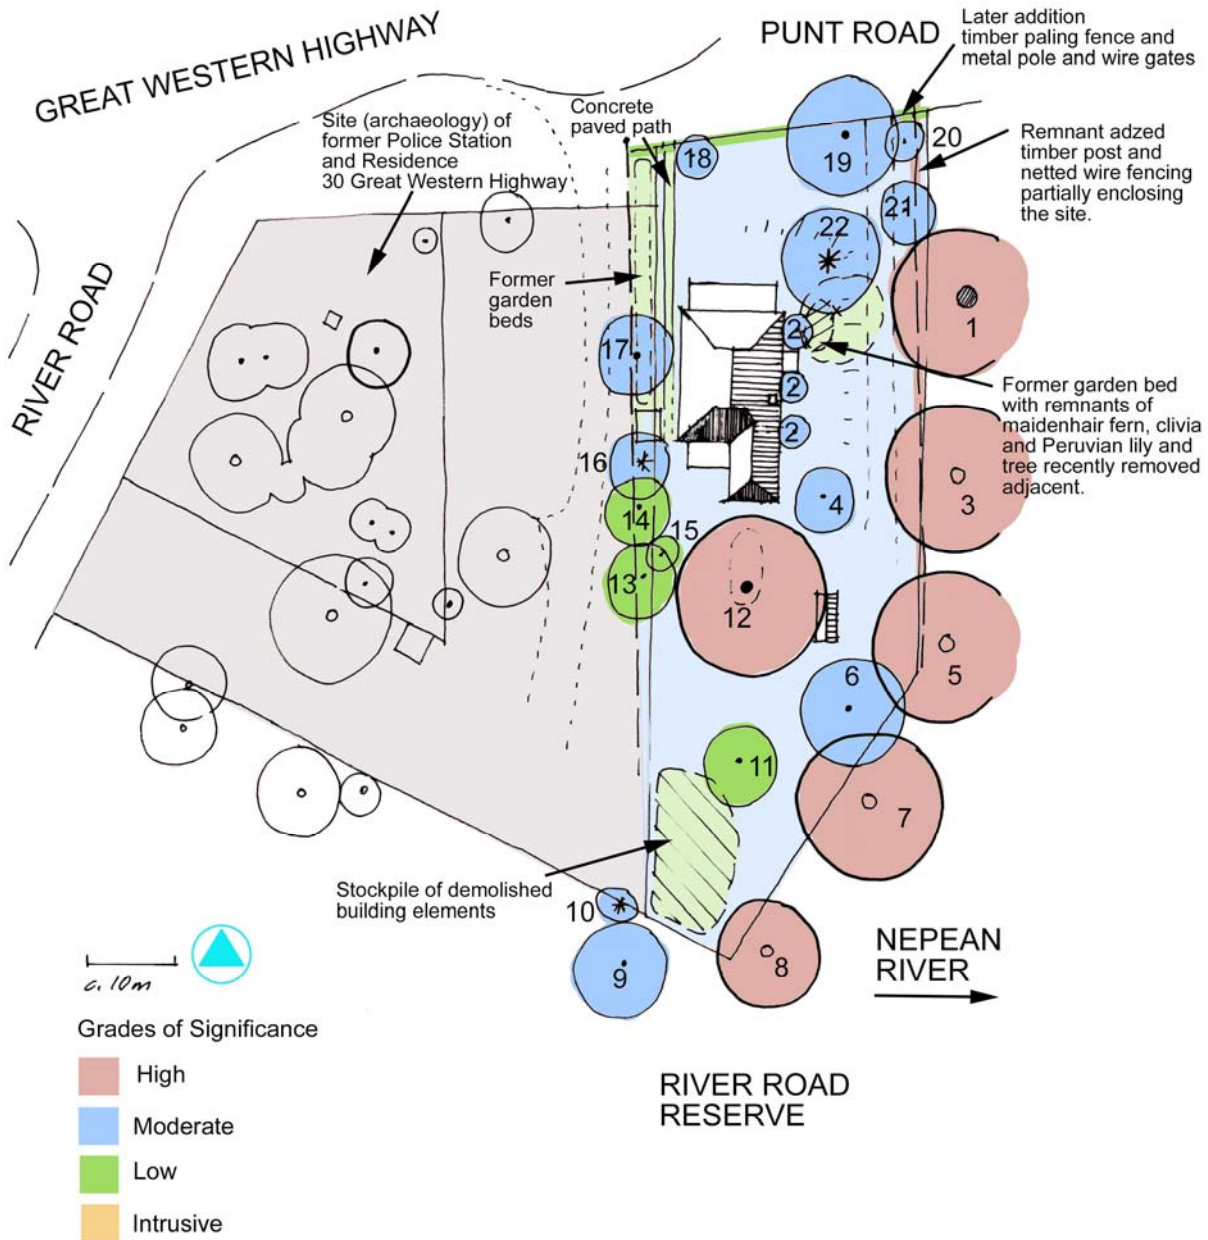 GREAT WESTERN HIGHWAY
PUNT ROAD
Later addition
timber paling fence and
metal pole and wire gates
Site (archaeology) of
former Police Station
and Residence
30 Great Western Highway
Concrete
paved path
18
19
20
Remnant adzed
timber post and
netted wire fencing
partially enclosing
the site.
21
22
RIVER ROAD
Former
garden
beds
1
17
2
2
2
Former garden bed
with remnants of
maidenhair fern, clivia
and Peruvian lily and
tree recently removed
adjacent.
16
14
15
4
3
13
12
6
5
11
7
Stockpile of demolished
building elements
10
9
8
NEPEAN
RIVER
c. 10m
Grades of Significance
High
Moderate
Low
Intrusive
RIVER ROAD
RESERVE